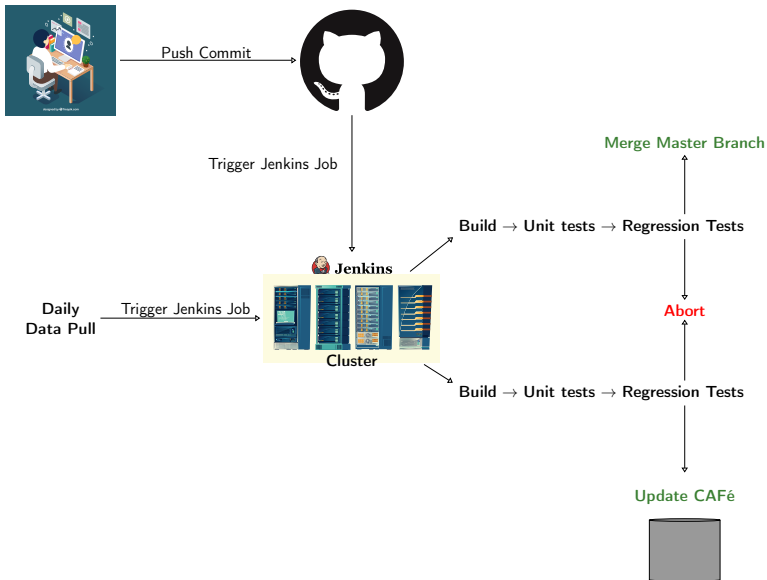 Push Commit
Trigger Jenkins Job
Merge Master Branch
Build → Unit tests → Regression Tests
Jenkins
Daily
Data Pull
Trigger Jenkins Job
Abort
Cluster
Build → Unit tests → Regression Tests
Update CAFé